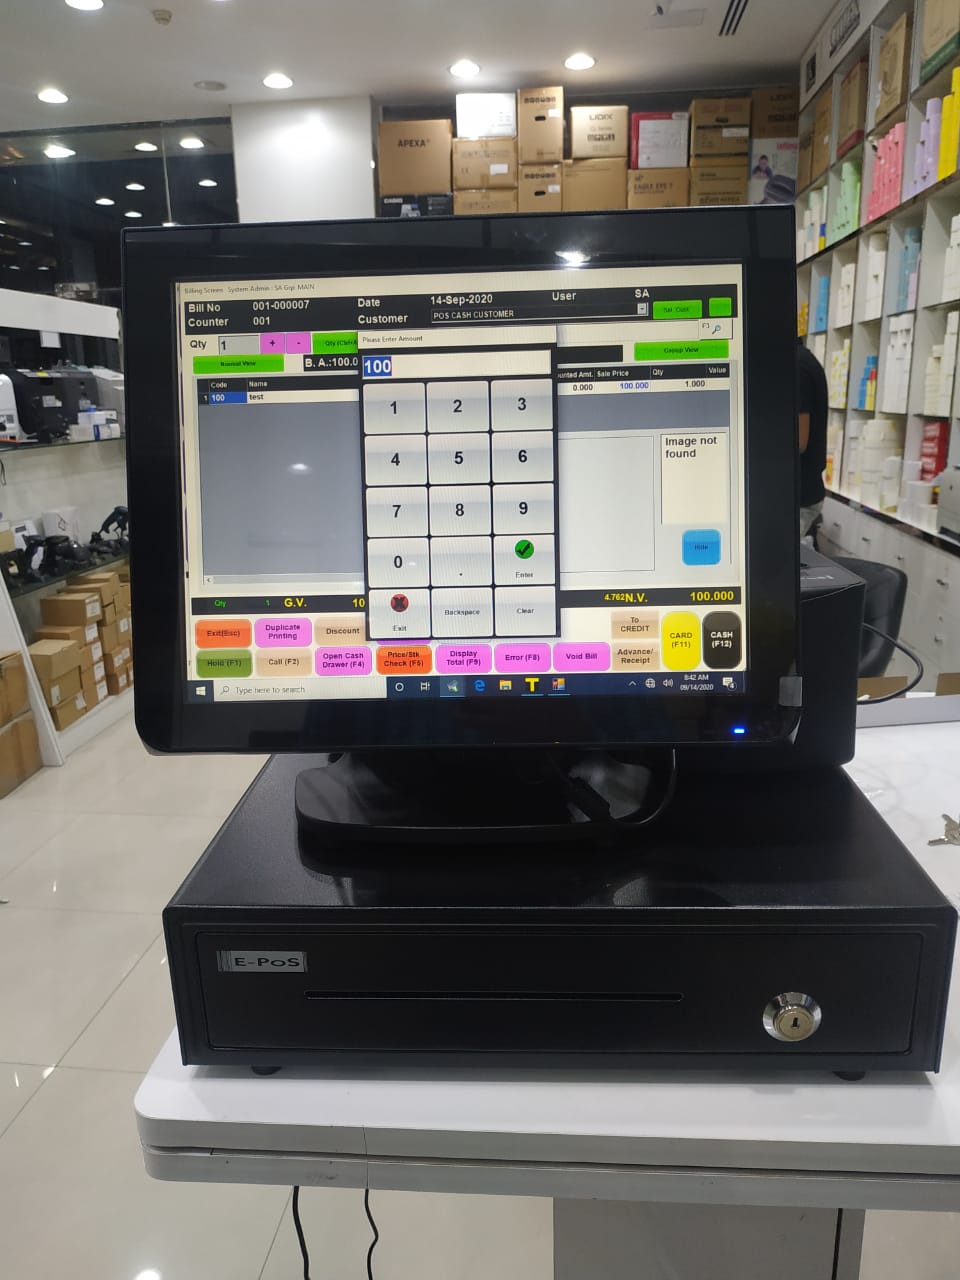 APEXA
Billing Screen System Admin : SA Grp: MAIN
Bill No 001-000007 Date 14-Sep-2020 User SA
Counter 001 Customer POS CASH CUSTOMER
Qty 1 + -
F3
Please Enter Amount
Normal View
B. A.:100.0
Group View
100
Code Name
Sale Price Qty Value
1 100 test
0.000 100.000 1.000
1 2 3
4 5 6
7 8 9
0 . Enter
Exit Backspace Clear
Image not
found
Qty 1 G.V. 10
4.762 N.V. 100.000
Exit(Esc)
Duplicate
Printing
Discount
To
CREDIT
CARD
(F11)
CASH
(F12)
Hold (F1)
Call (F2)
Open Cash
Drawer (F4)
Price/Stk
Check (F5)
Display
Total (F9)
Error (F8)
Void Bill
Advance/
Receipt
Type here to search
8:42 AM
09/14/2020
E-POS